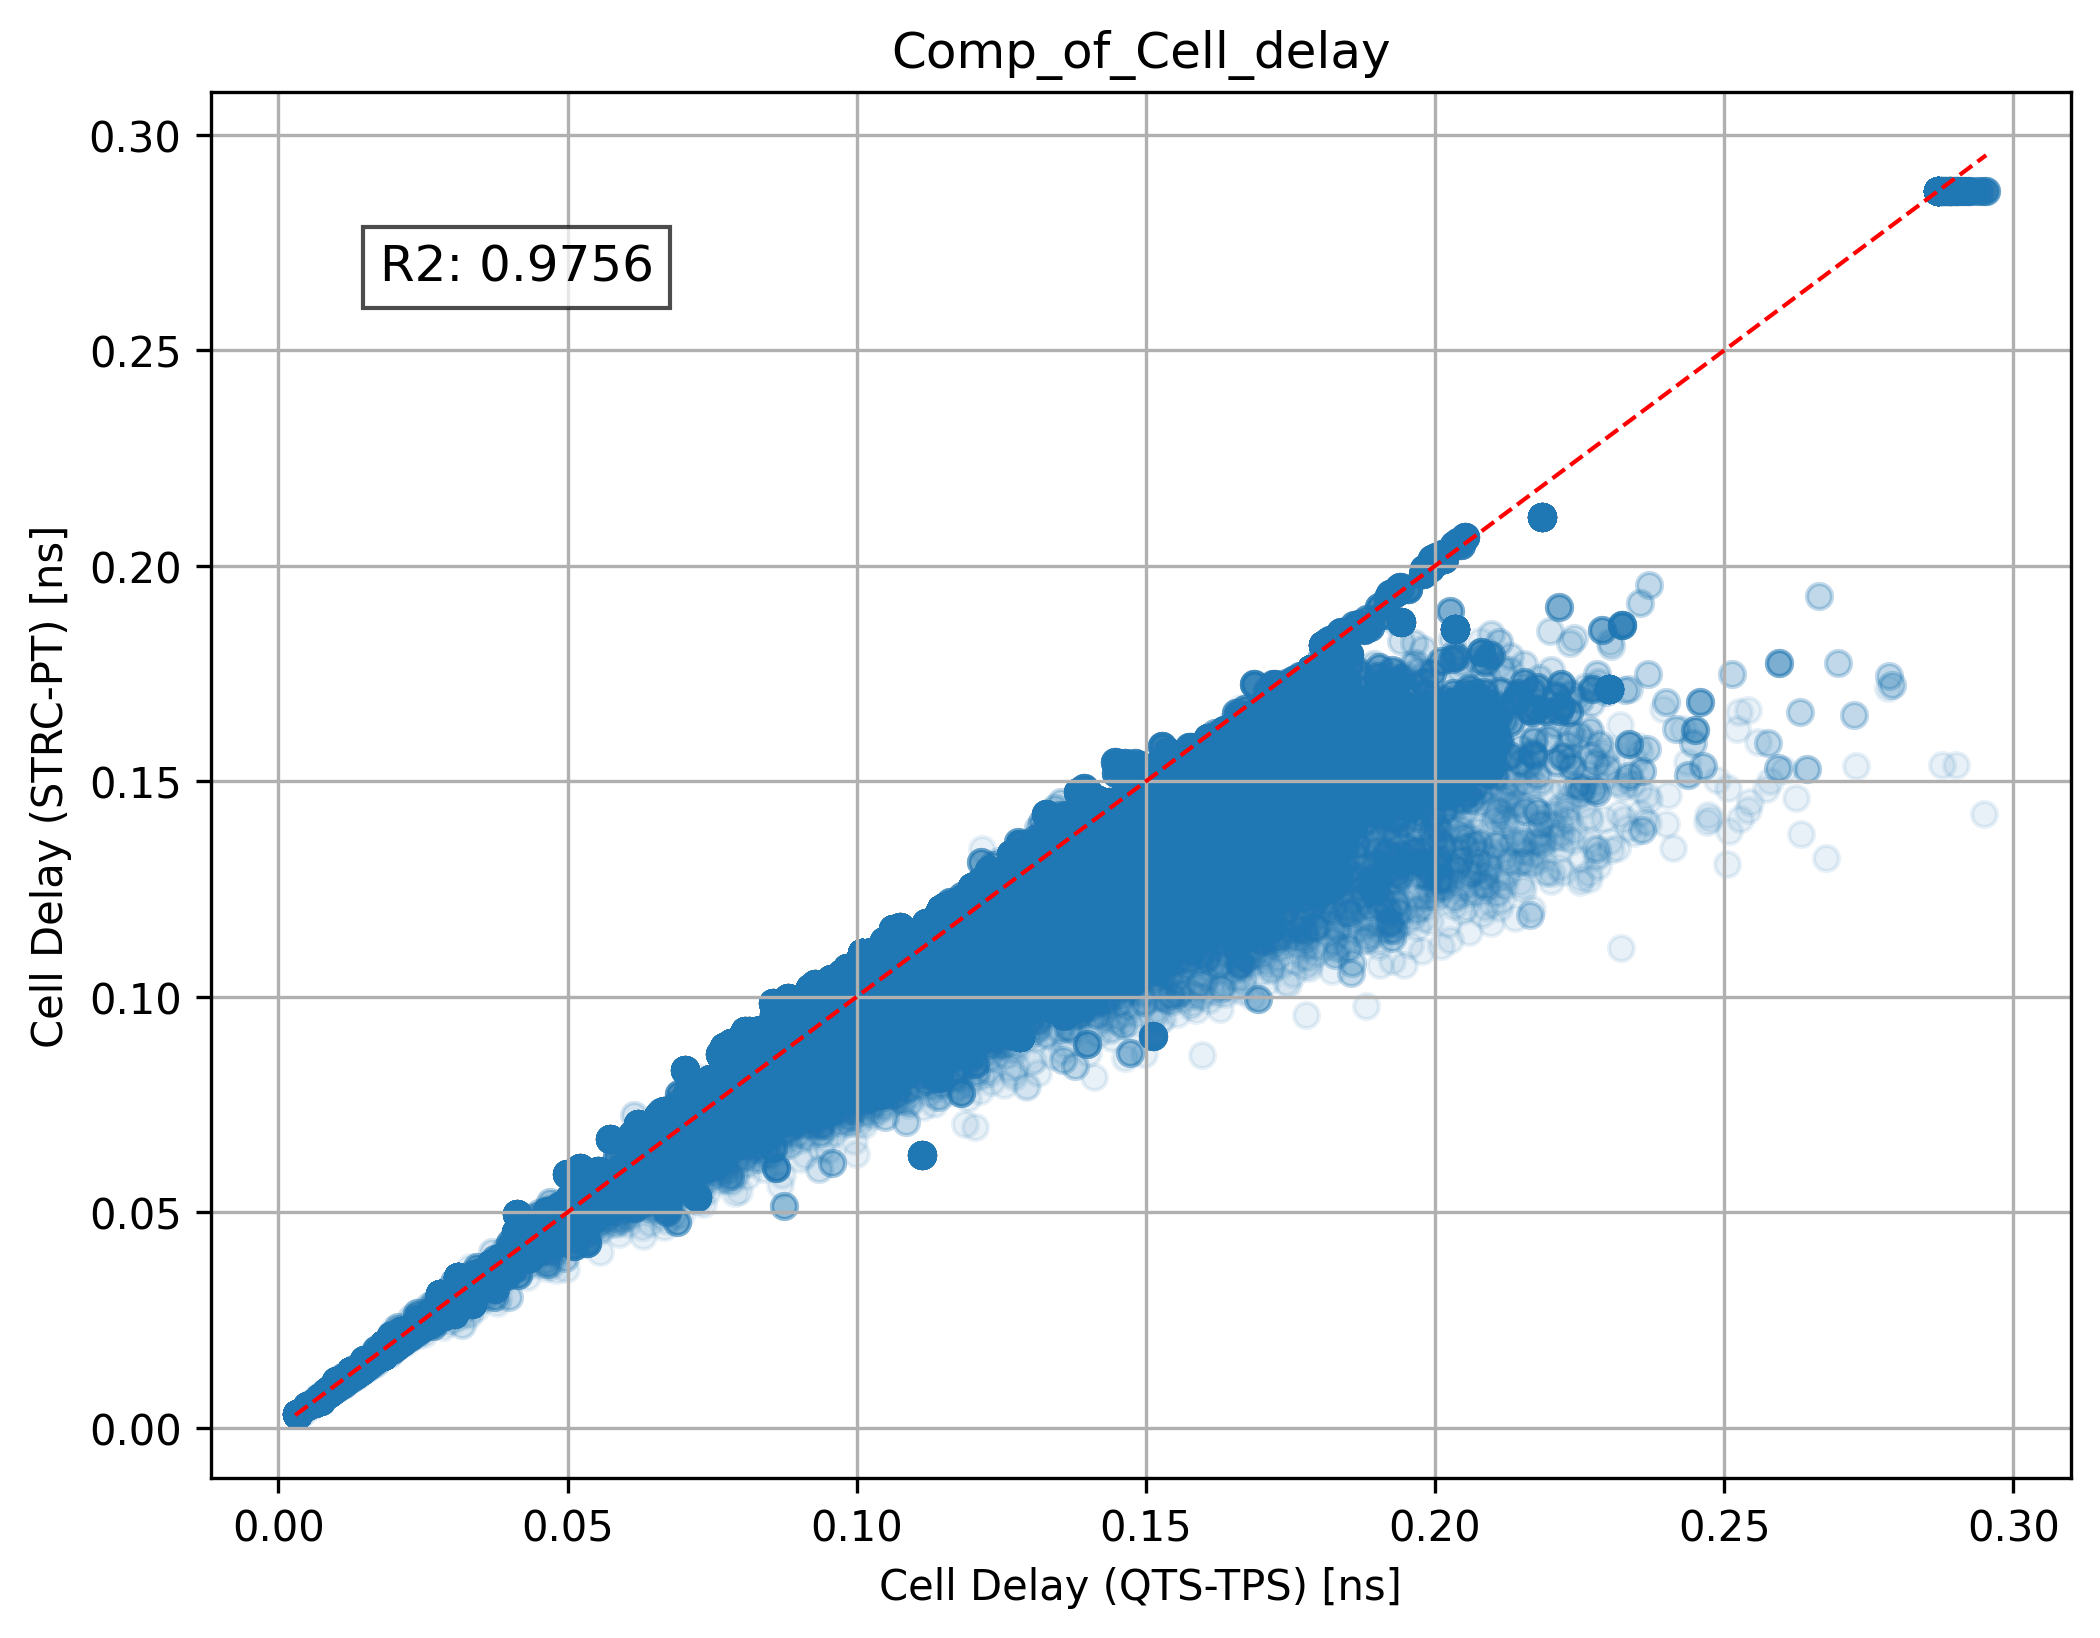 Comp_of_Cell_delay
R2: 0.9756
Cell Delay (STRC-PT) [ns]
0.30
0.25
0.20
0.15
0.10
0.05
0.00
0.00 0.05 0.10 0.15 0.20 0.25 0.30
Cell Delay (QTS-TPS) [ns]